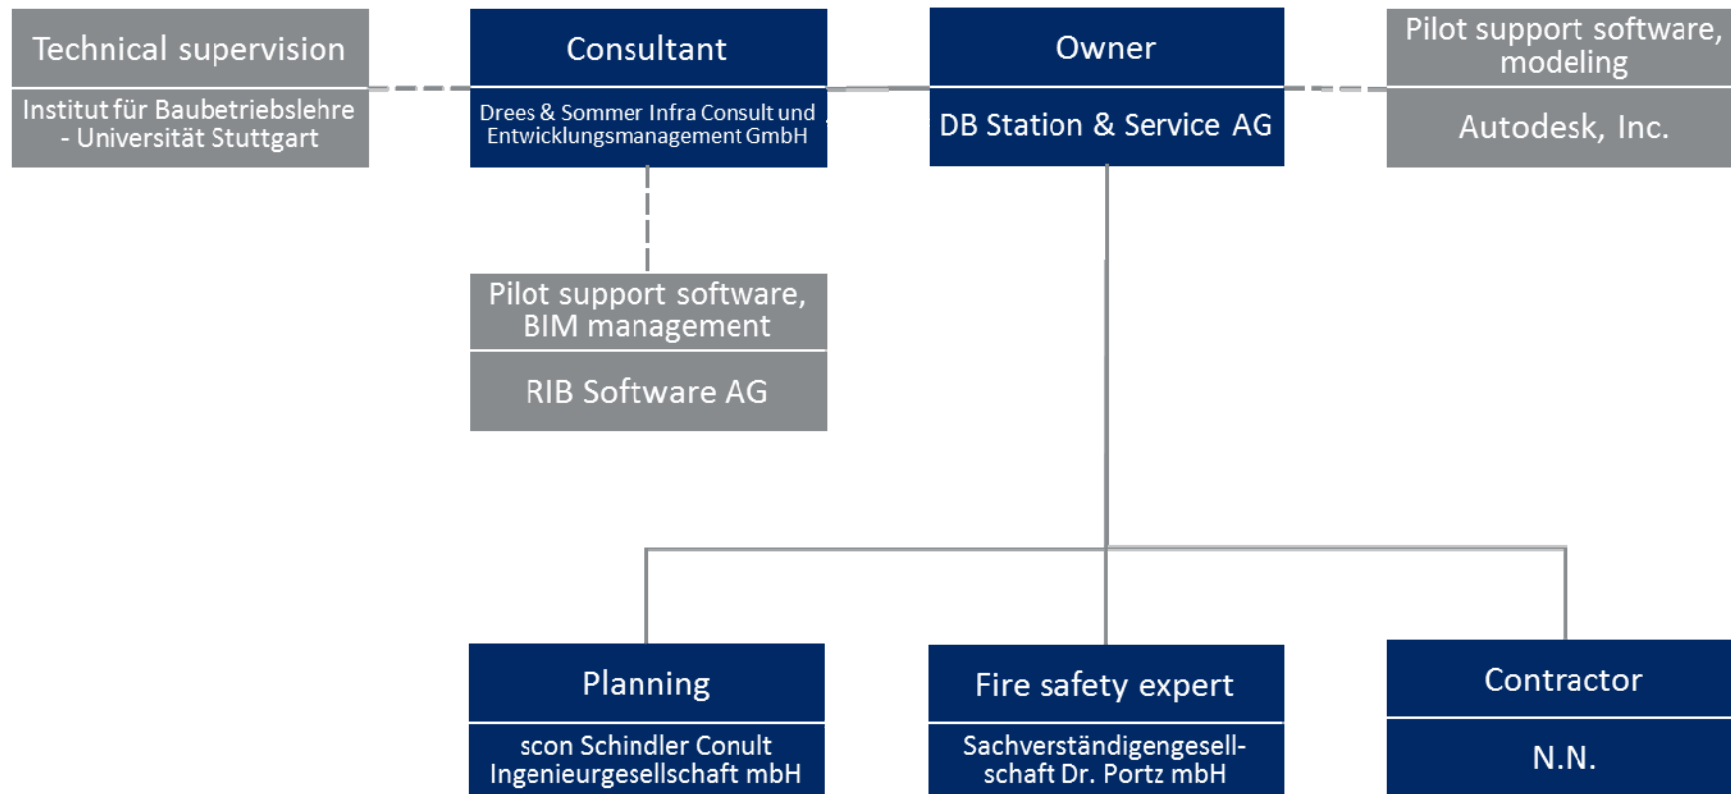 Technical supervision
Institut für Baubetriebslehre
- Universität Stuttgart
Consultant
Drees & Sommer Infra Consult und
Entwicklungsmanagement GmbH
Owner
DB Station & Service AG
Pilot support software,
modeling
Autodesk, Inc.
Pilot support software,
BIM management
RIB Software AG
Planning
scon Schindler Conult
Ingenieurgesellschaft mbH
Fire safety expert
Sachverständigengesell-
schaft Dr. Portz mbH
Contractor
N.N.